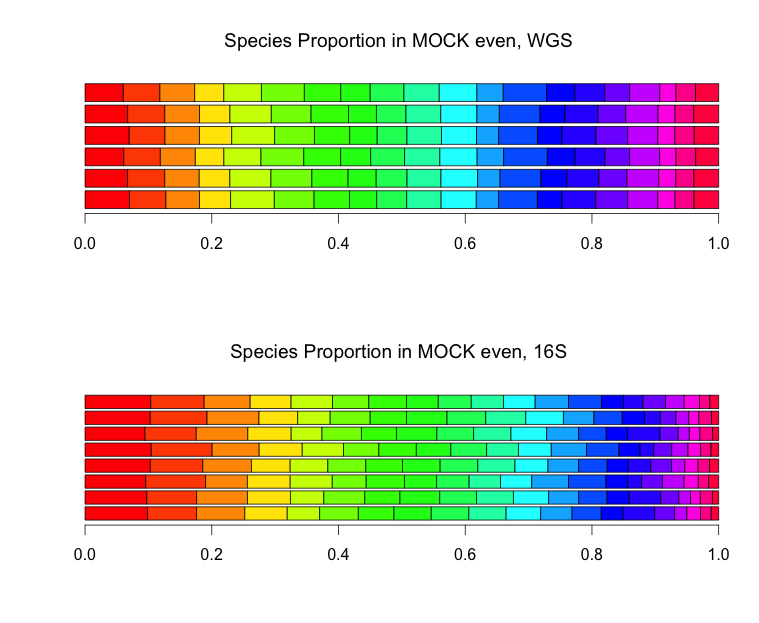 Species Proportion in MOCK even, WGS
0.0 0.2 0.4 0.6 0.8 1.0
Species Proportion in MOCK even, 16S
0.0 0.2 0.4 0.6 0.8 1.0